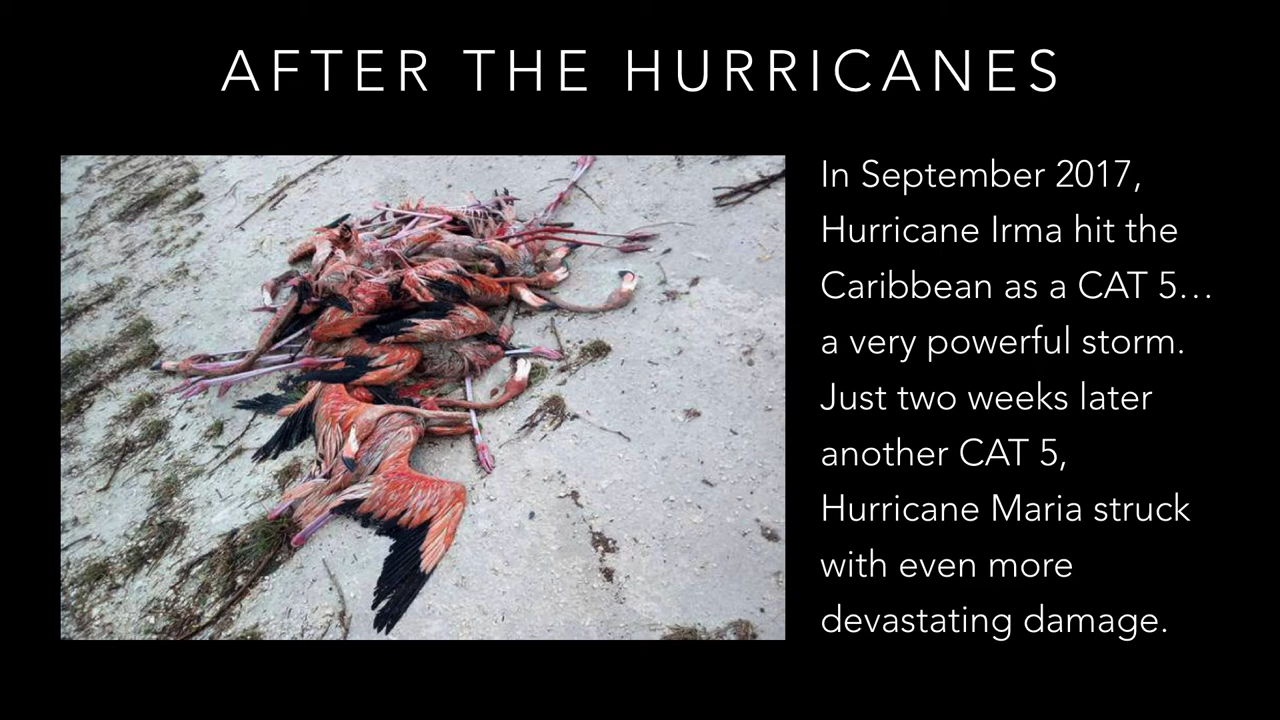 AFTER THE HURRICANES
In September 2017,
Hurricane Irma hit the
Caribbean as a CAT 5…
a very powerful storm.
Just two weeks later
another CAT 5,
Hurricane Maria struck
with even more
devastating damage.